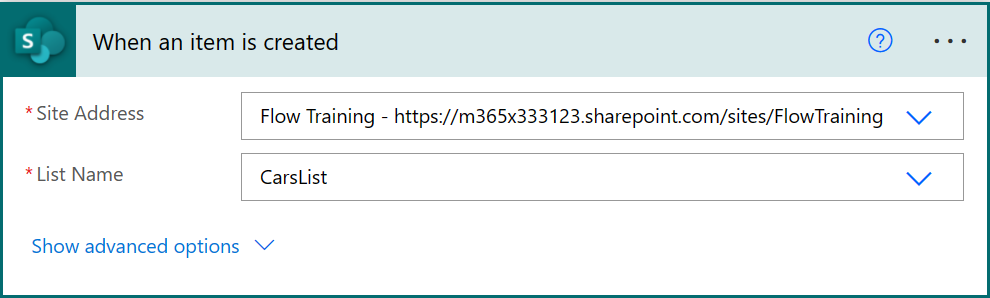 S
When an item is created
?
...
* Site Address
Flow Training - https://m365x333123.sharepoint.com/sites/FlowTraining
* List Name
CarsList
Show advanced options